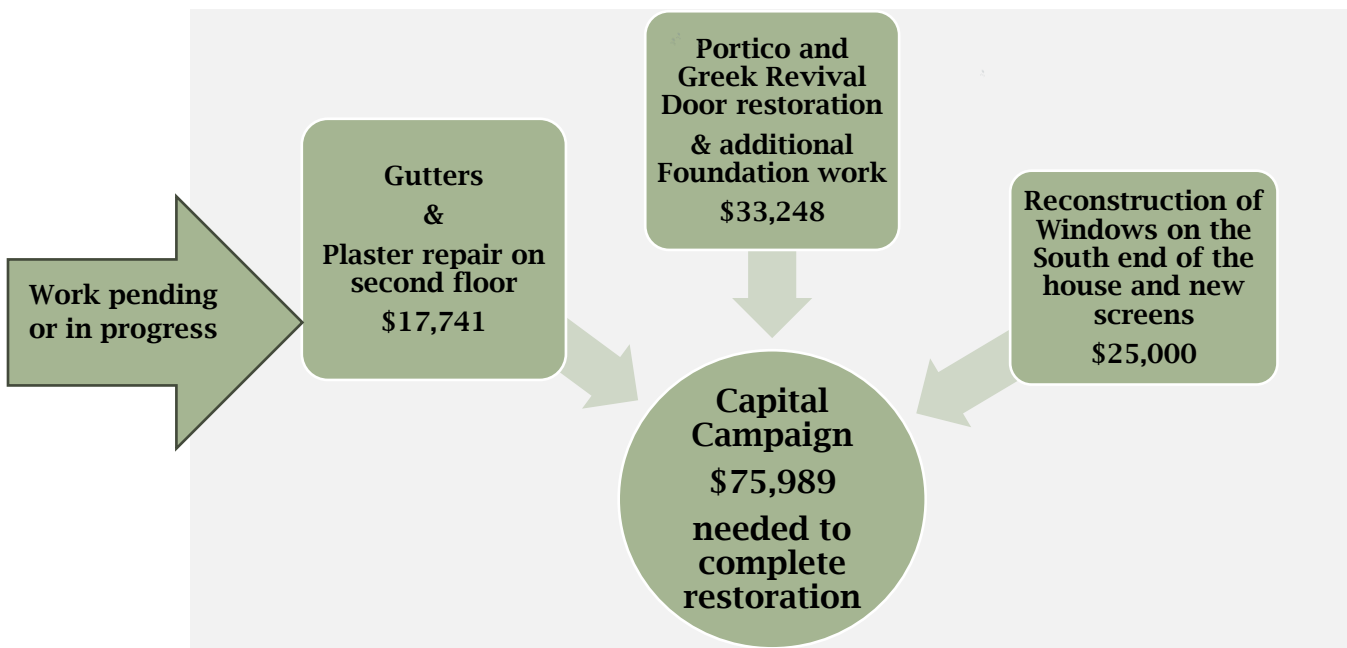 Work pending
or in progress
Gutters
&
Plaster repair on
second floor
$17,741
Portico and
Greek Revival
Door restoration
& additional
Foundation work
$33,248
Reconstruction of
Windows on the
South end of the
house and new
screens
$25,000
Capital
Campaign
$75,989
needed to
complete
restoration